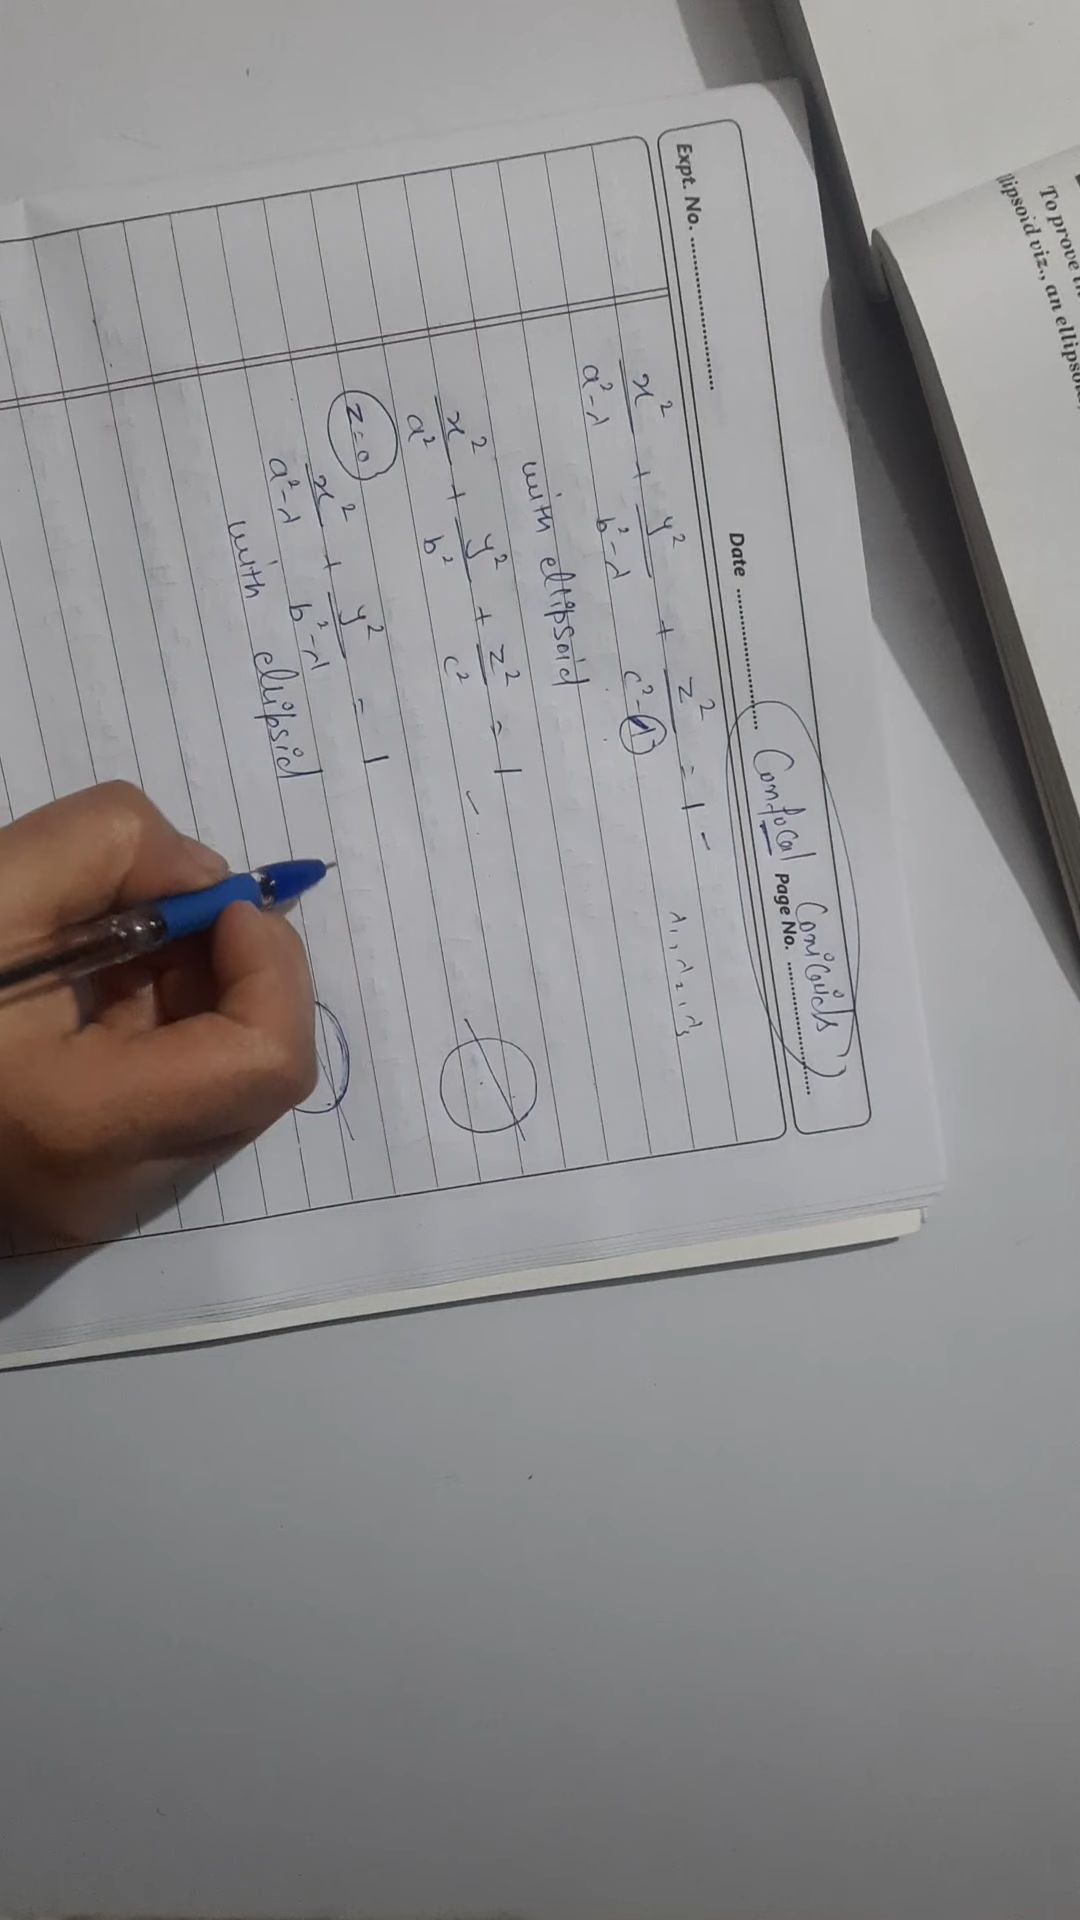 Confocal Conicoids
Expt. No. ........................ Date ........................ Page No. ........................
x²/a²-λ + y²/b²-λ + z²/c²-λ = 1 - λ₁, λ₂, λ₃
with ellipsoid
x²/a² + y²/b² + z²/c² = 1 -
z=0
x²/a²-λ + y²/b²-λ = 1
with ellipsid
To prove
llipsoid viz., an ellipso